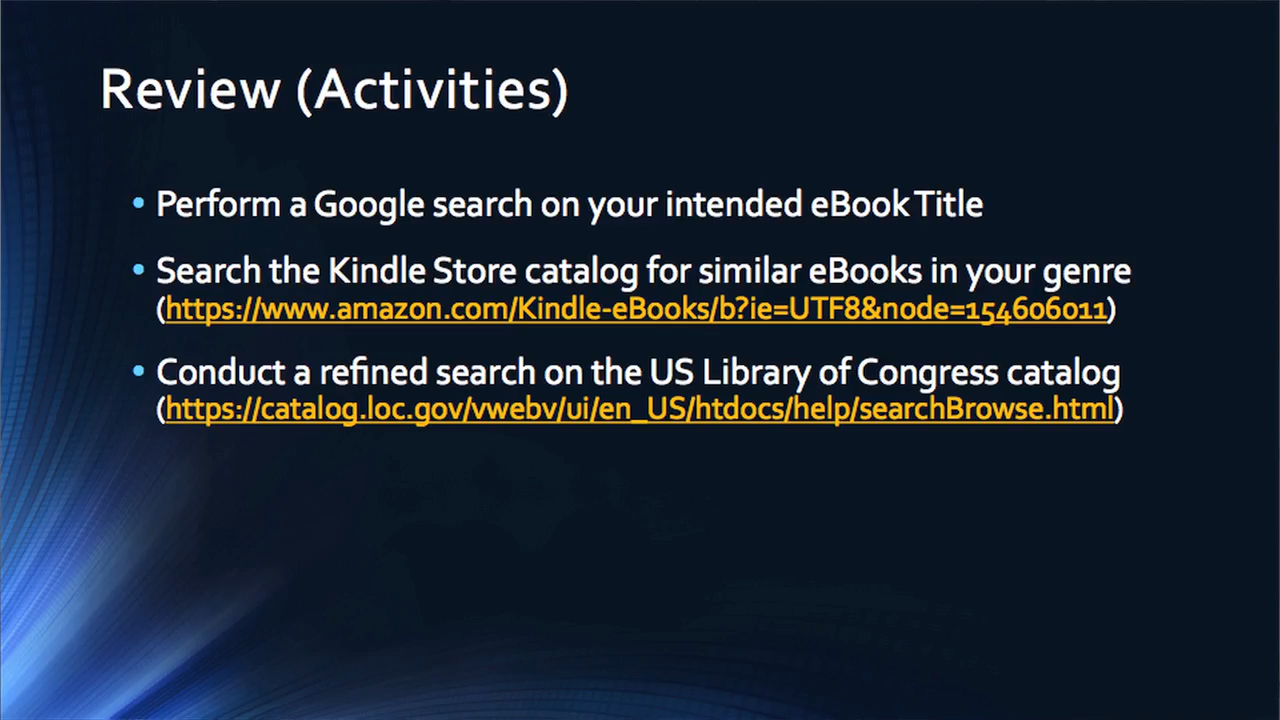 Review (Activities)
• Perform a Google search on your intended eBook Title
• Search the Kindle Store catalog for similar eBooks in your genre
(https://www.amazon.com/Kindle-eBooks/b?ie=UTF8&node=154606011)
• Conduct a refined search on the US Library of Congress catalog
(https://catalog.loc.gov/vwebv/ui/en_US/htdocs/help/searchBrowse.html)